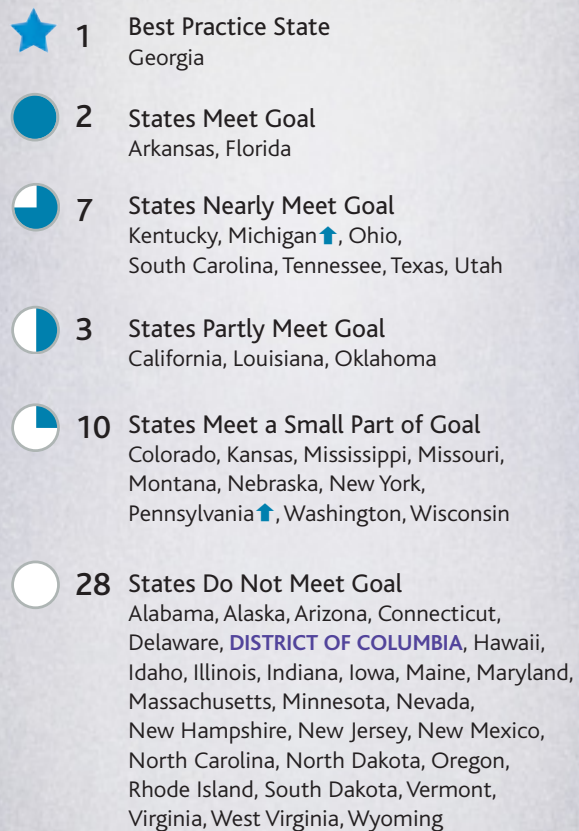 1 Best Practice State
Georgia
2 States Meet Goal
Arkansas, Florida
7 States Nearly Meet Goal
Kentucky, Michigan⬆, Ohio,
South Carolina, Tennessee, Texas, Utah
3 States Partly Meet Goal
California, Louisiana, Oklahoma
10 States Meet a Small Part of Goal
Colorado, Kansas, Mississippi, Missouri,
Montana, Nebraska, New York,
Pennsylvania⬆, Washington, Wisconsin
28 States Do Not Meet Goal
Alabama, Alaska, Arizona, Connecticut,
Delaware, DISTRICT OF COLUMBIA, Hawaii,
Idaho, Illinois, Indiana, Iowa, Maine, Maryland,
Massachusetts, Minnesota, Nevada,
New Hampshire, New Jersey, New Mexico,
North Carolina, North Dakota, Oregon,
Rhode Island, South Dakota, Vermont,
Virginia, West Virginia, Wyoming